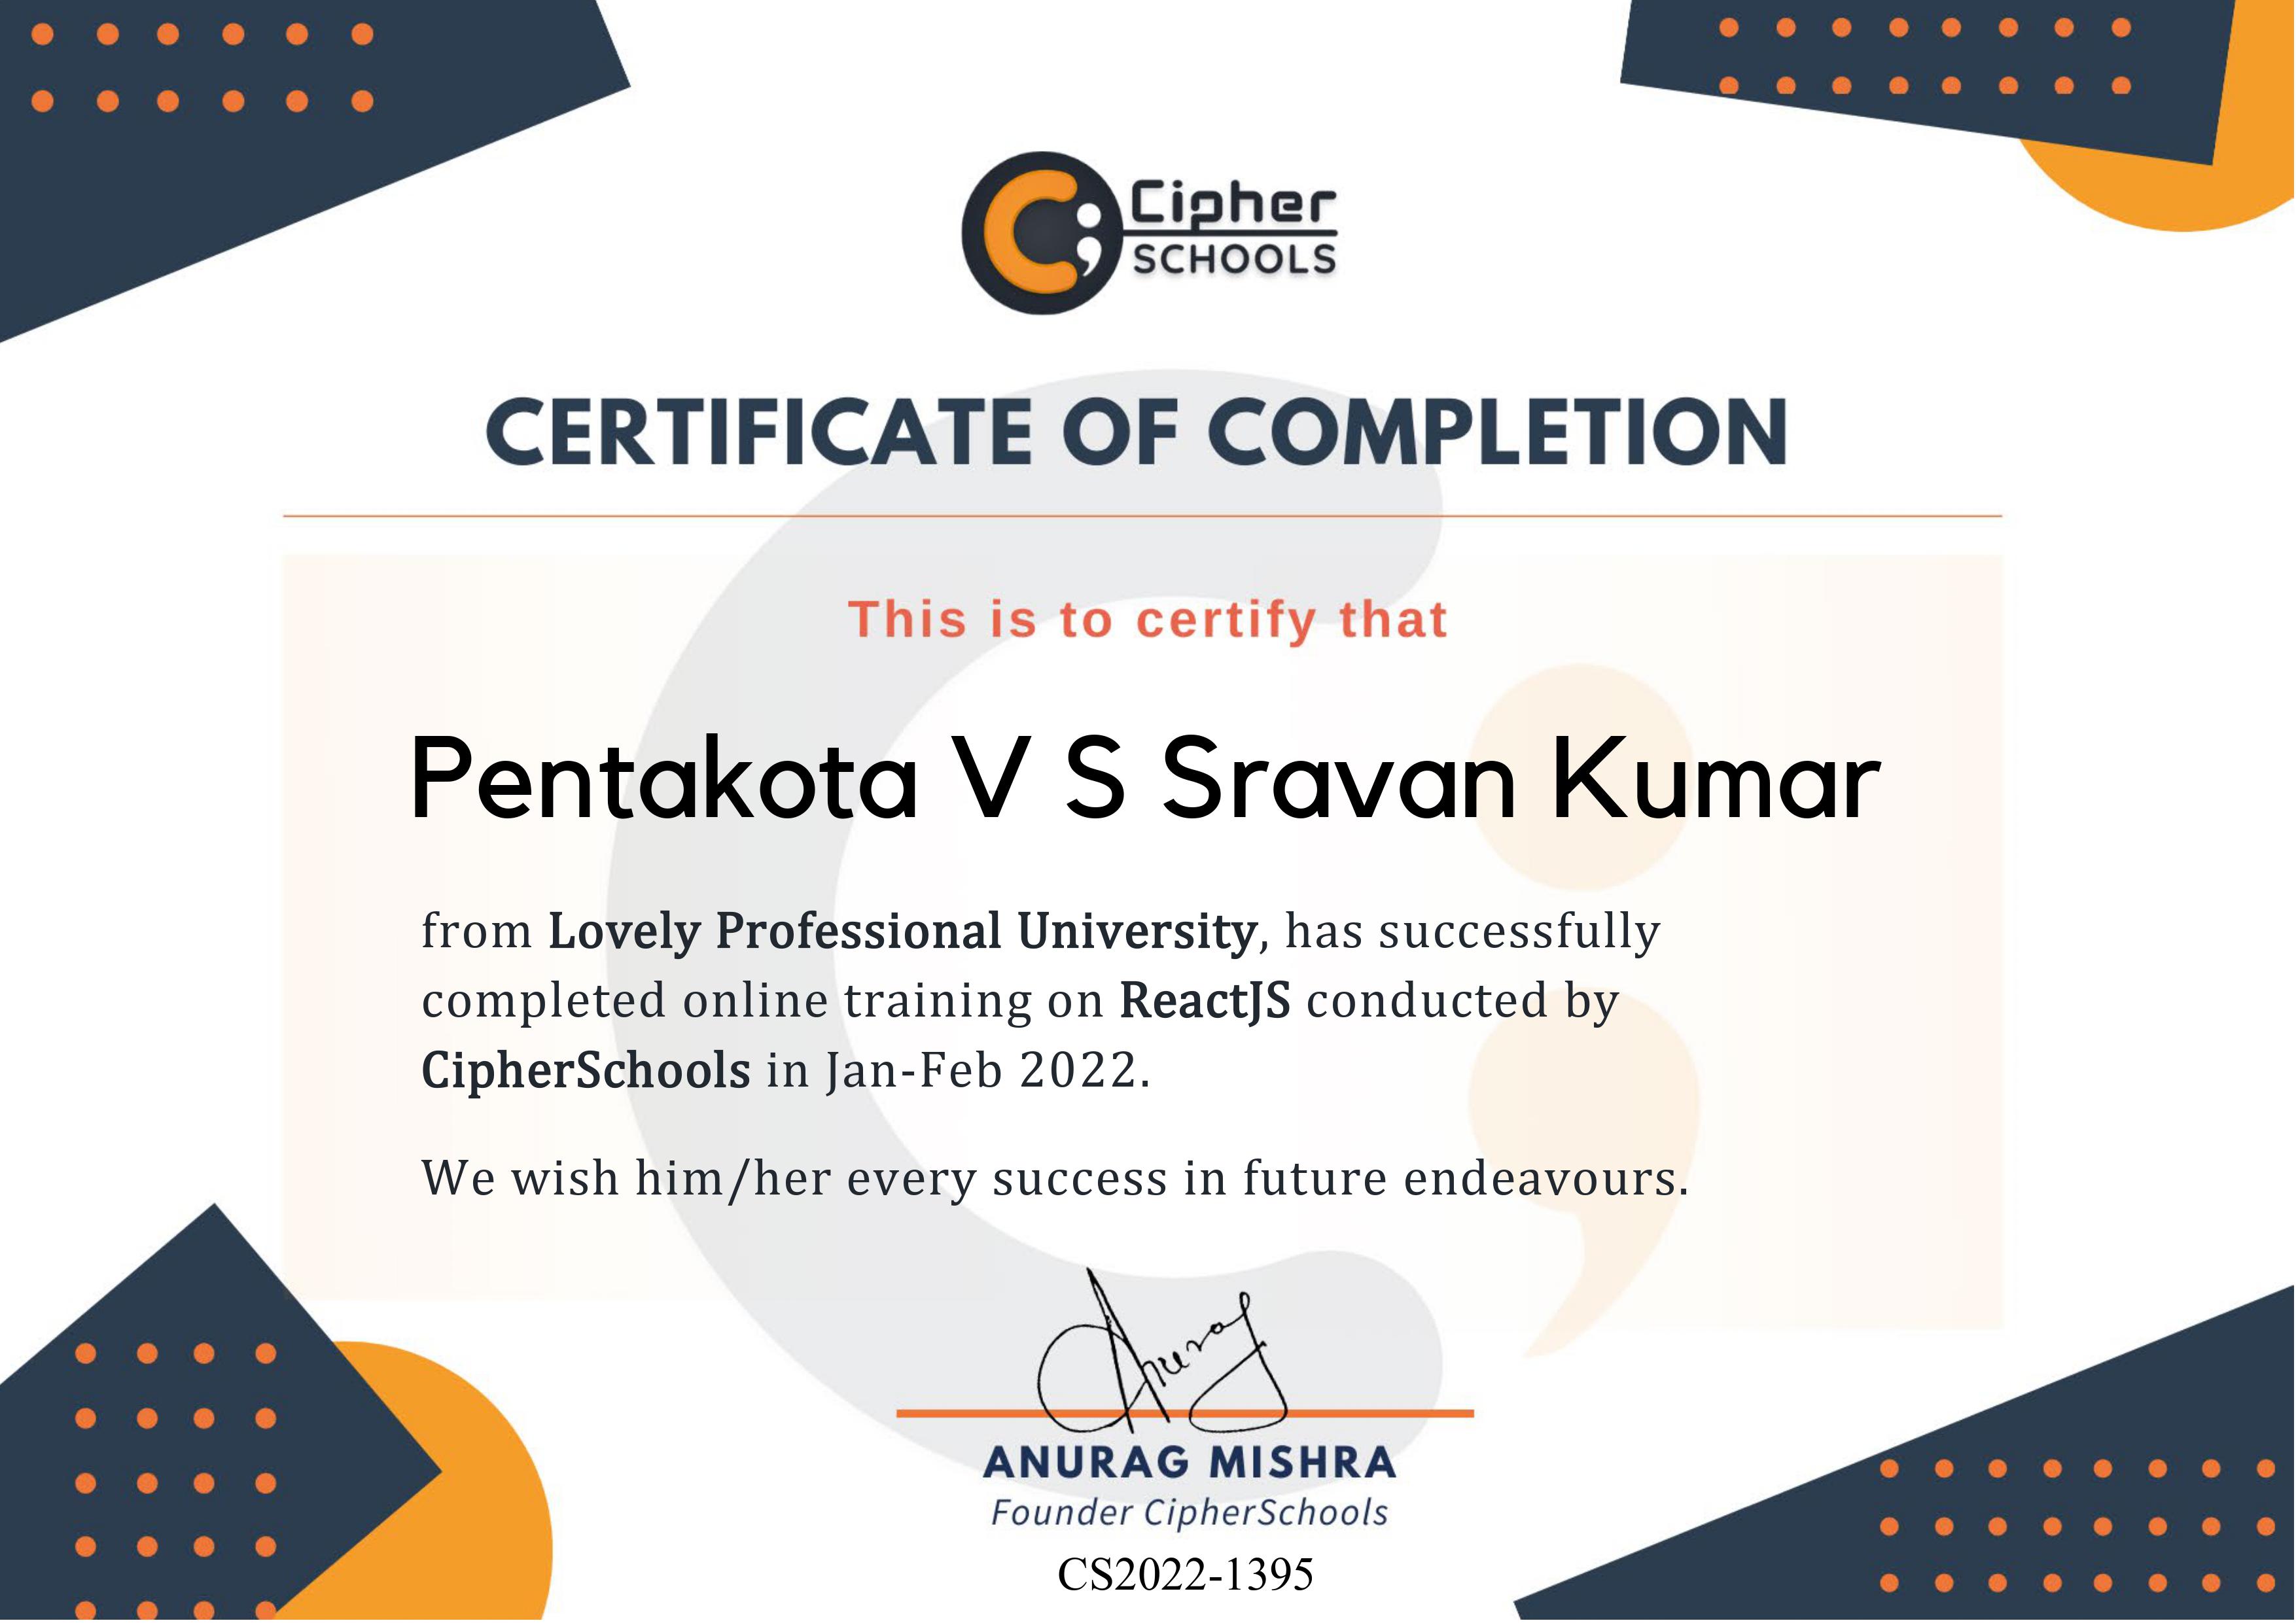 Cipher
SCHOOLS
CERTIFICATE OF COMPLETION
This is to certify that
Pentakota V S Sravan Kumar
from Lovely Professional University, has successfully
completed online training on ReactJS conducted by
CipherSchools in Jan-Feb 2022.
We wish him/her every success in future endeavours.
Anurag
ANURAG MISHRA
Founder CipherSchools
CS2022-1395